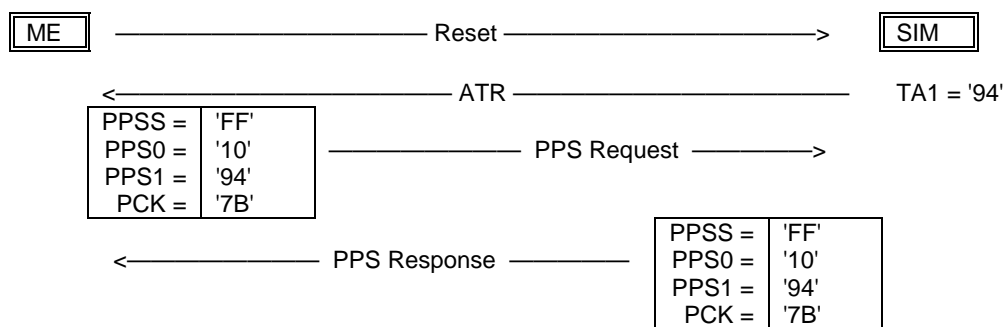 ME Reset SIM
ATR TA1 = '94'
PPSS = 'FF'
PPS0 = '10' PPS Request
PPS1 = '94'
PCK = '7B'
PPSS = 'FF'
PPS Response PPS0 = '10'
PPS1 = '94'
PCK = '7B'